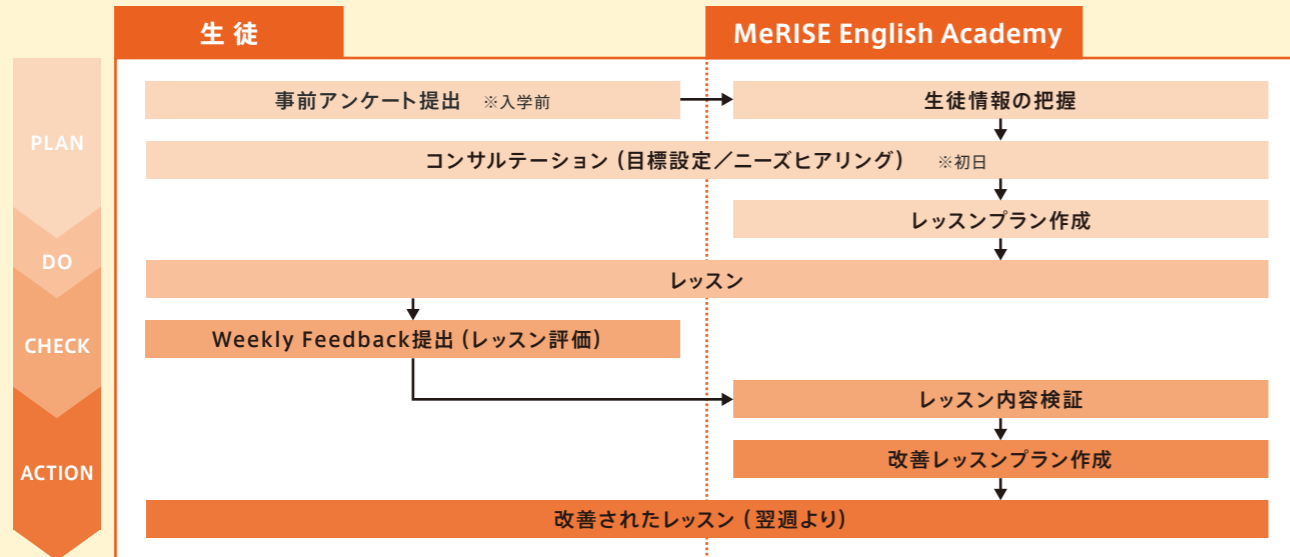 生徒
MeRISE English Academy
PLAN
事前アンケート提出 ※入学前
生徒情報の把握
コンサルテーション(目標設定/ニーズヒアリング) ※初日
レッスンプラン作成
DO
レッスン
CHECK
Weekly Feedback提出(レッスン評価)
レッスン内容検証
ACTION
改善レッスンプラン作成
改善されたレッスン(翌週より)